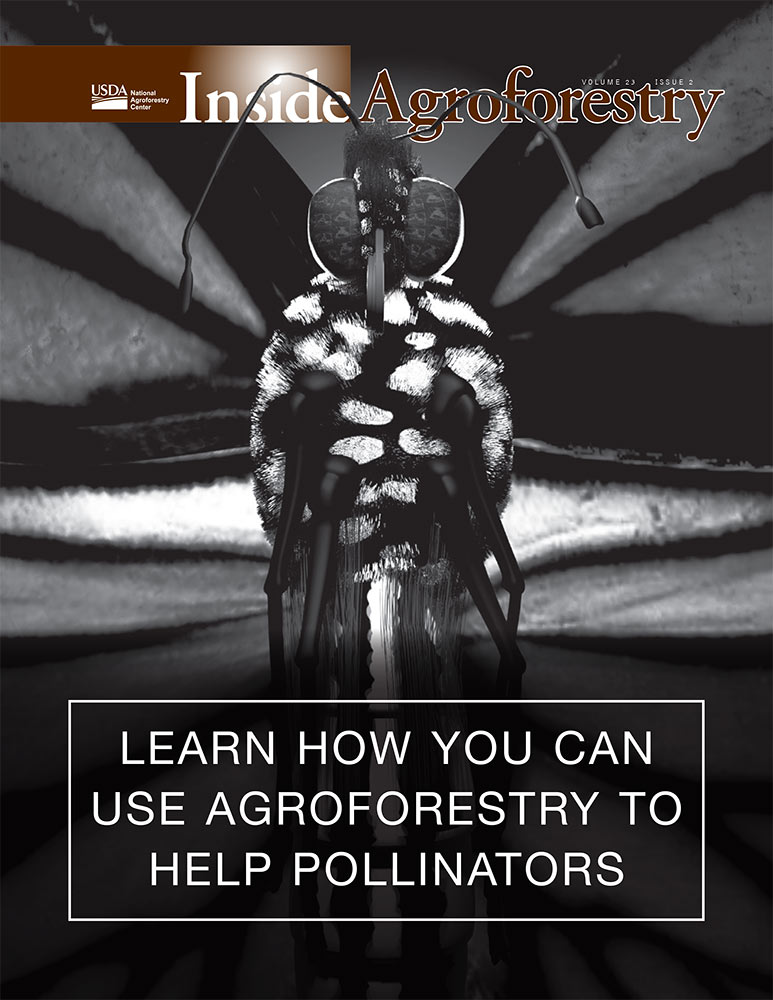 VOLUME 23 ISSUE 2
USDA National
Agroforestry
Center
Inside Agroforestry
LEARN HOW YOU CAN
USE AGROFORESTRY TO
HELP POLLINATORS